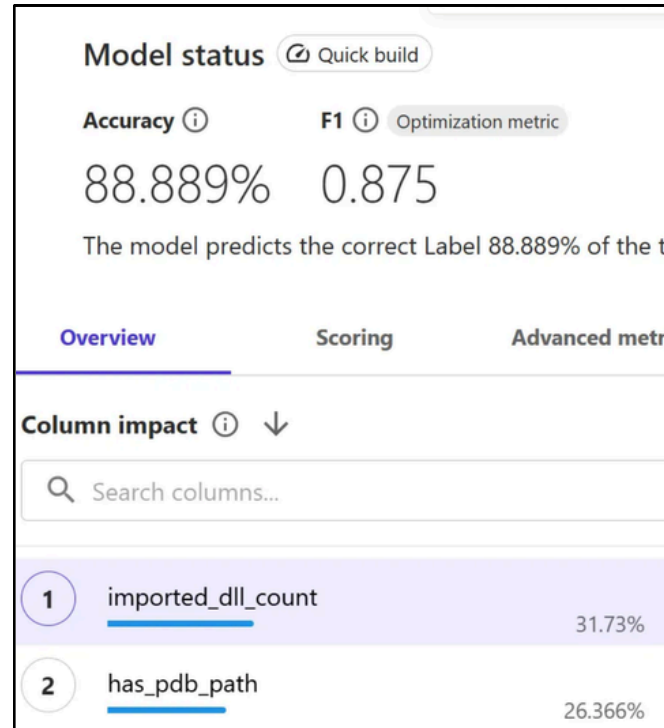 Model status Quick build
Accuracy F1 Optimization metric
88.889% 0.875
The model predicts the correct Label 88.889% of the
Overview Scoring Advanced
Column impact
Search columns...
1 imported_dll_count
31.73%
2 has_pdb_path
26.366%